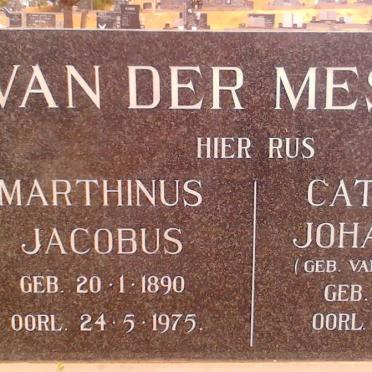 VAN DER MES
HIER RUS
MARTHINUS
JACOBUS
GEB. 20·1·1890
OORL. 24·5·1975.
CAT
JOHA
(GEB. VA
GEB.
OORL.